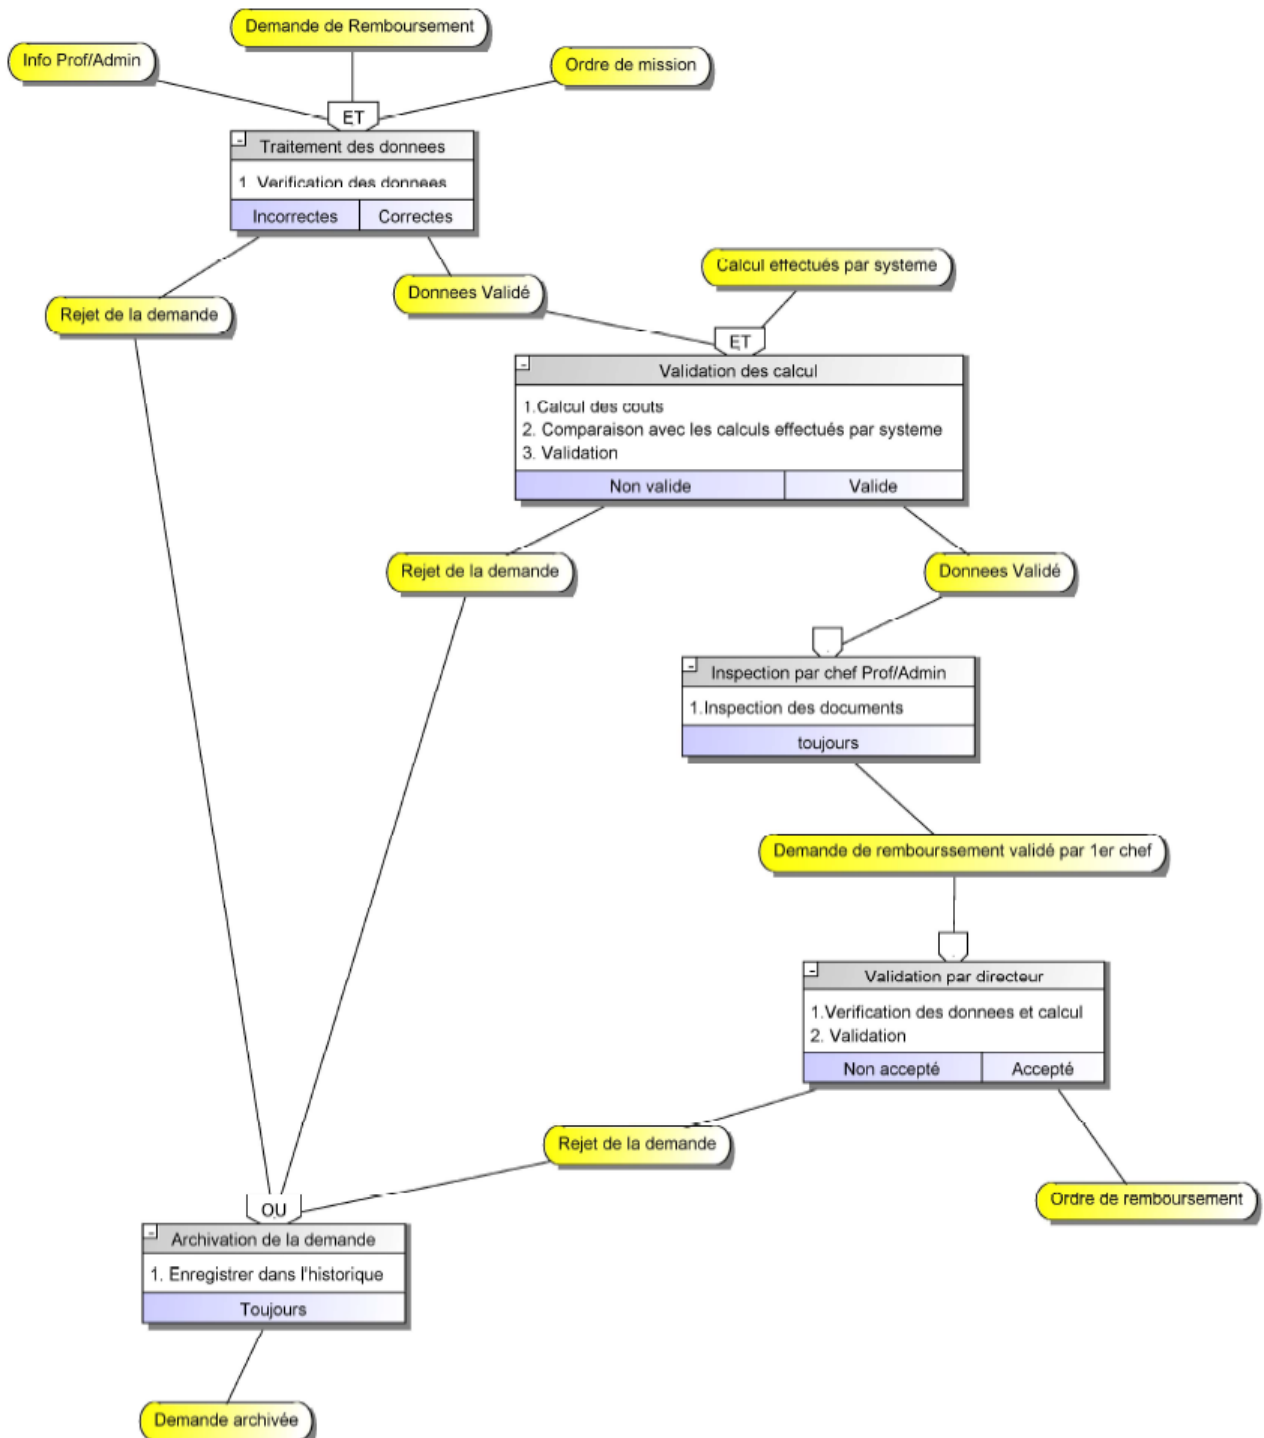 Demande de Remboursement
Info Prof/Admin
Ordre de mission
ET
-
Traitement des donnees
1 Verification des donnees
Incorrectes
Correctes
Calcul effectués par systeme
Donnees Validé
Rejet de la demande
ET
-
Validation des calcul
1.Calcul des couts
2. Comparaison avec les calculs effectués par systeme
3. Validation
Non valide
Valide
Rejet de la demande
Donnees Validé
-
Inspection par chef Prof/Admin
1.Inspection des documents
toujours
Demande de rembourssement validé par 1er chef
-
Validation par directeur
1.Verification des donnees et calcul
2. Validation
Non accepté
Accepté
Rejet de la demande
Ordre de remboursement
OU
-
Archivation de la demande
1. Enregistrer dans l'historique
Toujours
Demande archivée